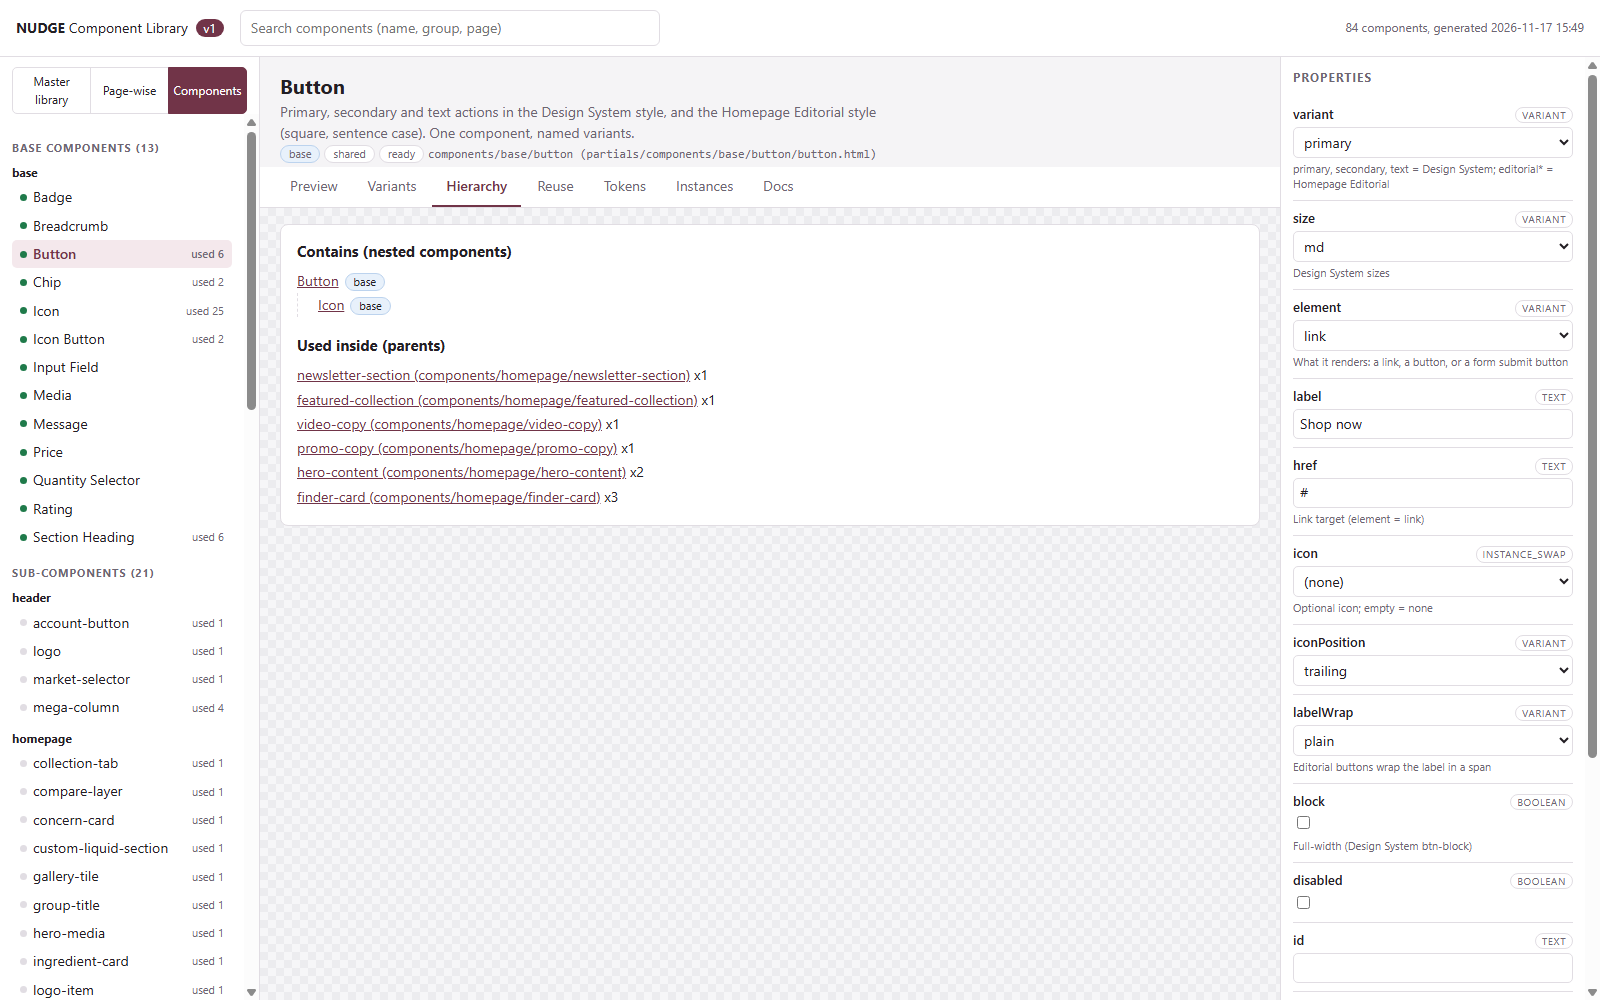 NUDGE Component Library v1
Search components (name, group, page)
84 components, generated 2026-11-17 15:49
Master library
Page-wise
Components
BASE COMPONENTS (13)
base
Badge
Breadcrumb
Button used 6
Chip used 2
Icon used 25
Icon Button used 2
Input Field
Media
Message
Price
Quantity Selector
Rating
Section Heading used 6
SUB-COMPONENTS (21)
header
account-button used 1
logo used 1
market-selector used 1
mega-column used 4
homepage
collection-tab used 1
compare-layer used 1
concern-card used 1
custom-liquid-section used 1
gallery-tile used 1
group-title used 1
hero-media used 1
ingredient-card used 1
logo-item used 1
Button
Primary, secondary and text actions in the Design System style, and the Homepage Editorial style
(square, sentence case). One component, named variants.
base shared ready components/base/button (partials/components/base/button/button.html)
Preview Variants Hierarchy Reuse Tokens Instances Docs
Contains (nested components)
Button base
Icon base
Used inside (parents)
newsletter-section (components/homepage/newsletter-section) x1
featured-collection (components/homepage/featured-collection) x1
video-copy (components/homepage/video-copy) x1
promo-copy (components/homepage/promo-copy) x1
hero-content (components/homepage/hero-content) x2
finder-card (components/homepage/finder-card) x3
PROPERTIES
variant VARIANT
primary
primary, secondary, text = Design System; editorial* =
Homepage Editorial
size VARIANT
md
Design System sizes
element VARIANT
link
What it renders: a link, a button, or a form submit button
label TEXT
Shop now
href TEXT
#
Link target (element = link)
icon INSTANCE_SWAP
(none)
Optional icon; empty = none
iconPosition VARIANT
trailing
labelWrap VARIANT
plain
Editorial buttons wrap the label in a span
block BOOLEAN
Full-width (Design System btn-block)
disabled BOOLEAN
id TEXT